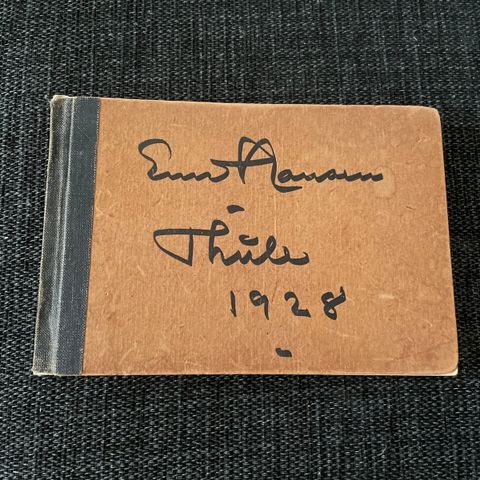 Ernst Hansen
-
Thule
1928
-